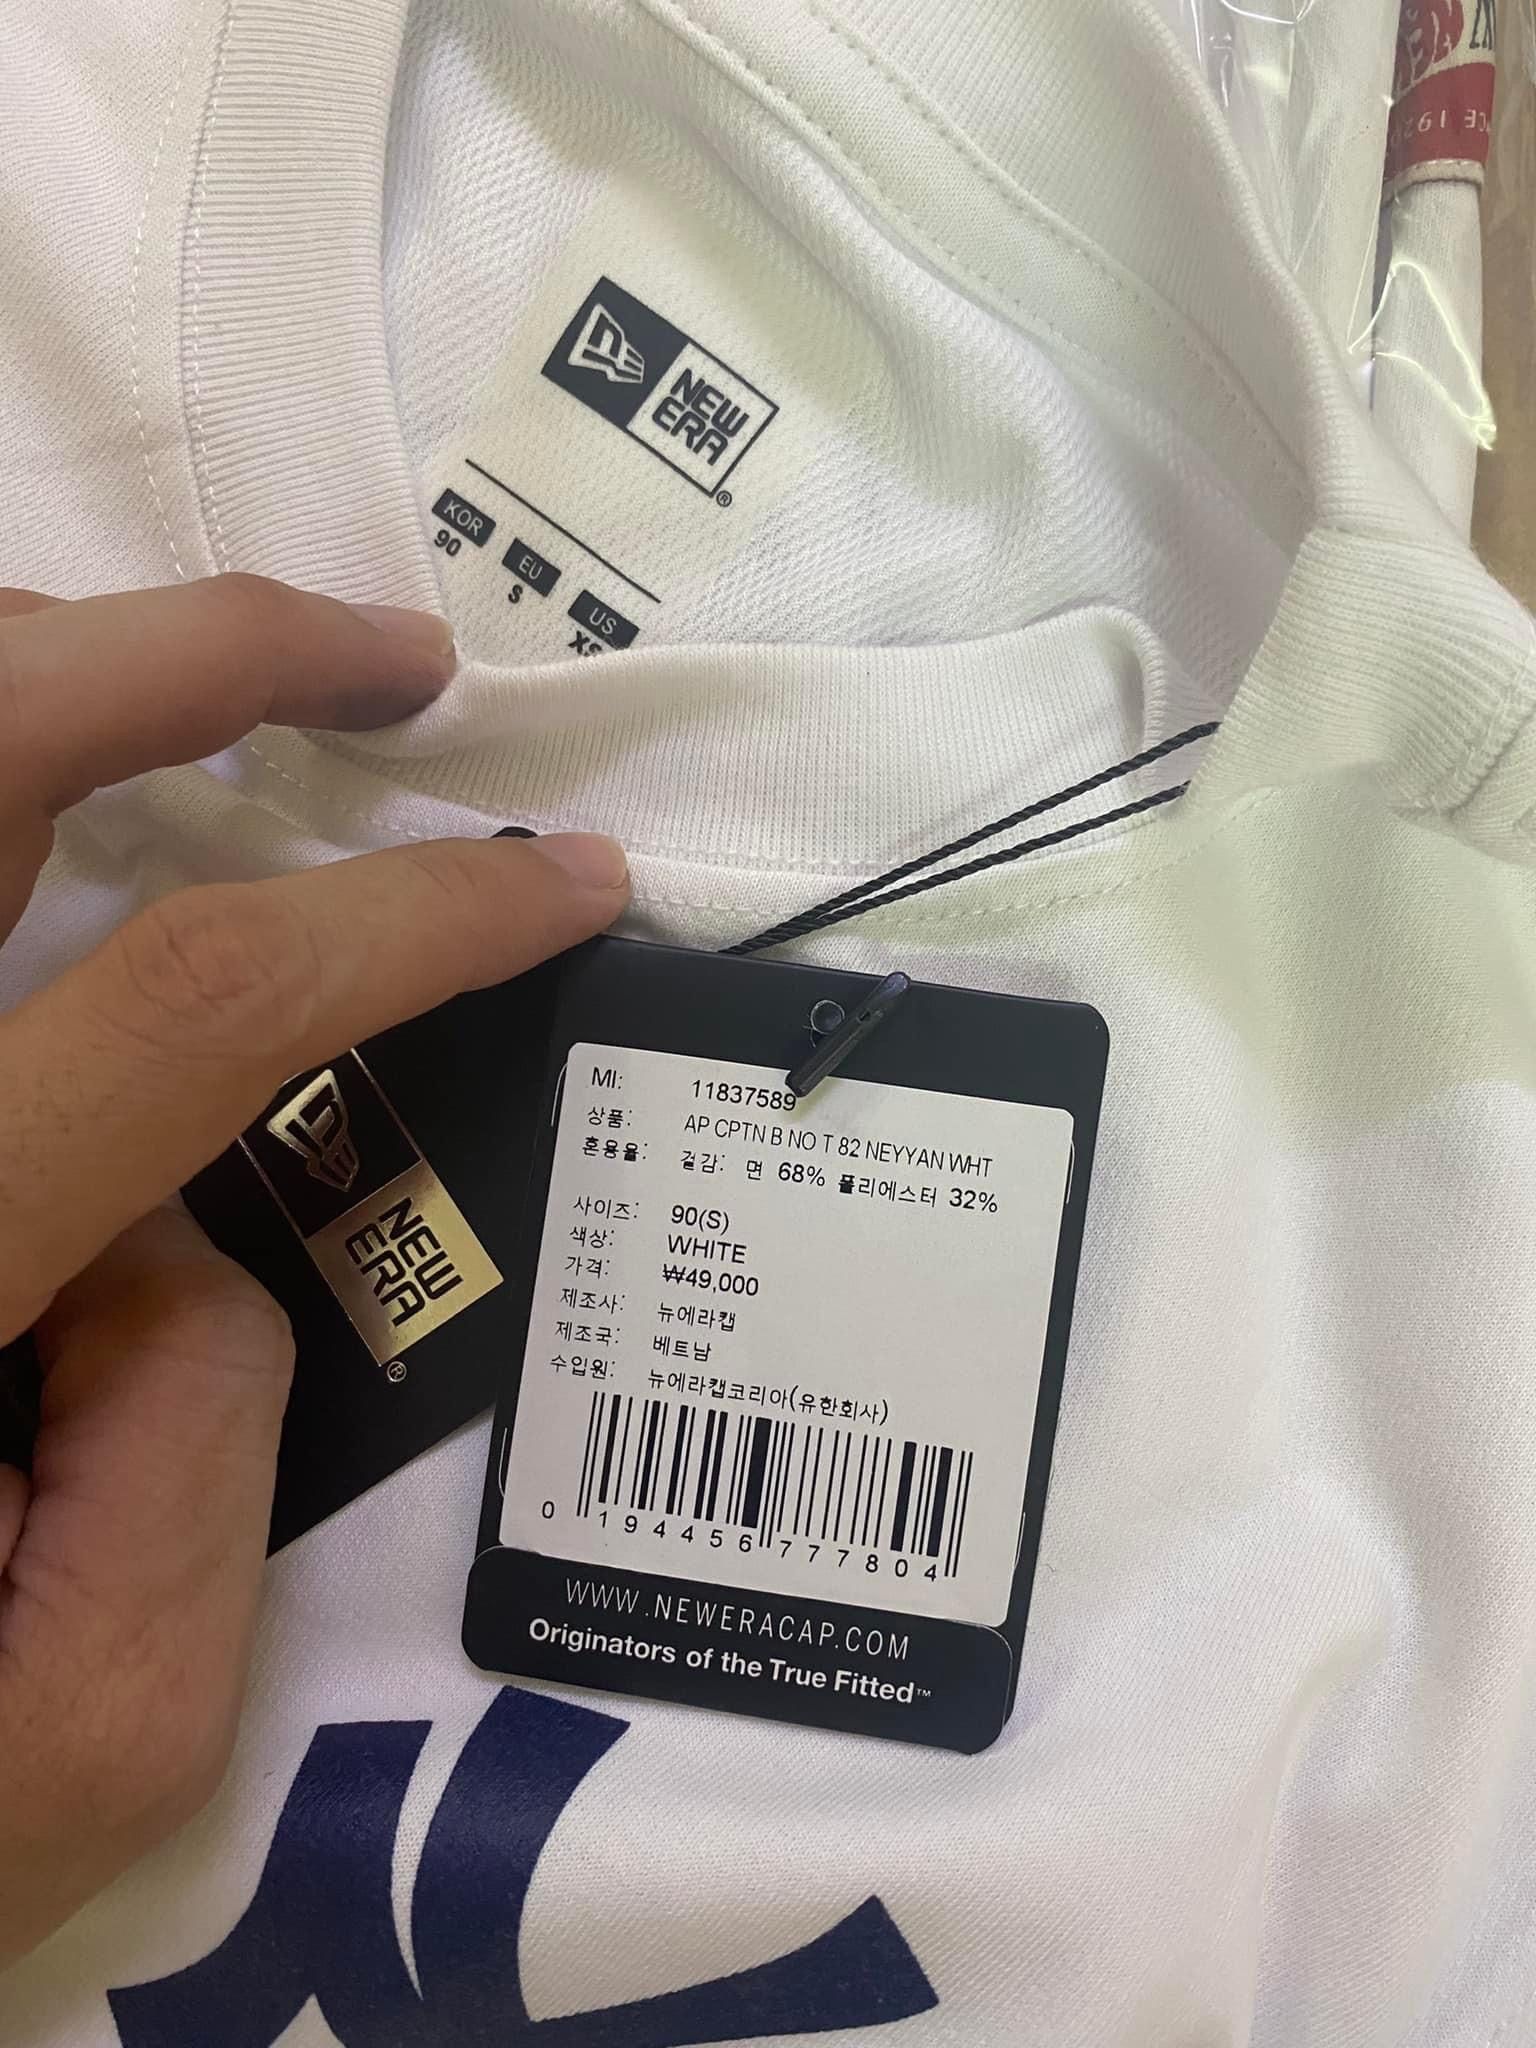 NEW
ERA
®
KOR EU US
90 S XS
NEW
ERA
®
MI: 11837589
상품: AP CPTN B NO T 82 NEYYAN WHT
혼용율: 겉감: 면 68% 폴리에스터 32%
사이즈: 90(S)
색상: WHITE
가격: ₩49,000
제조사: 뉴에라캡
제조국: 베트남
수입원: 뉴에라캡코리아(유한회사)
0 194456 777804
WWW.NEWERACAP.COM
Originators of the True Fitted™